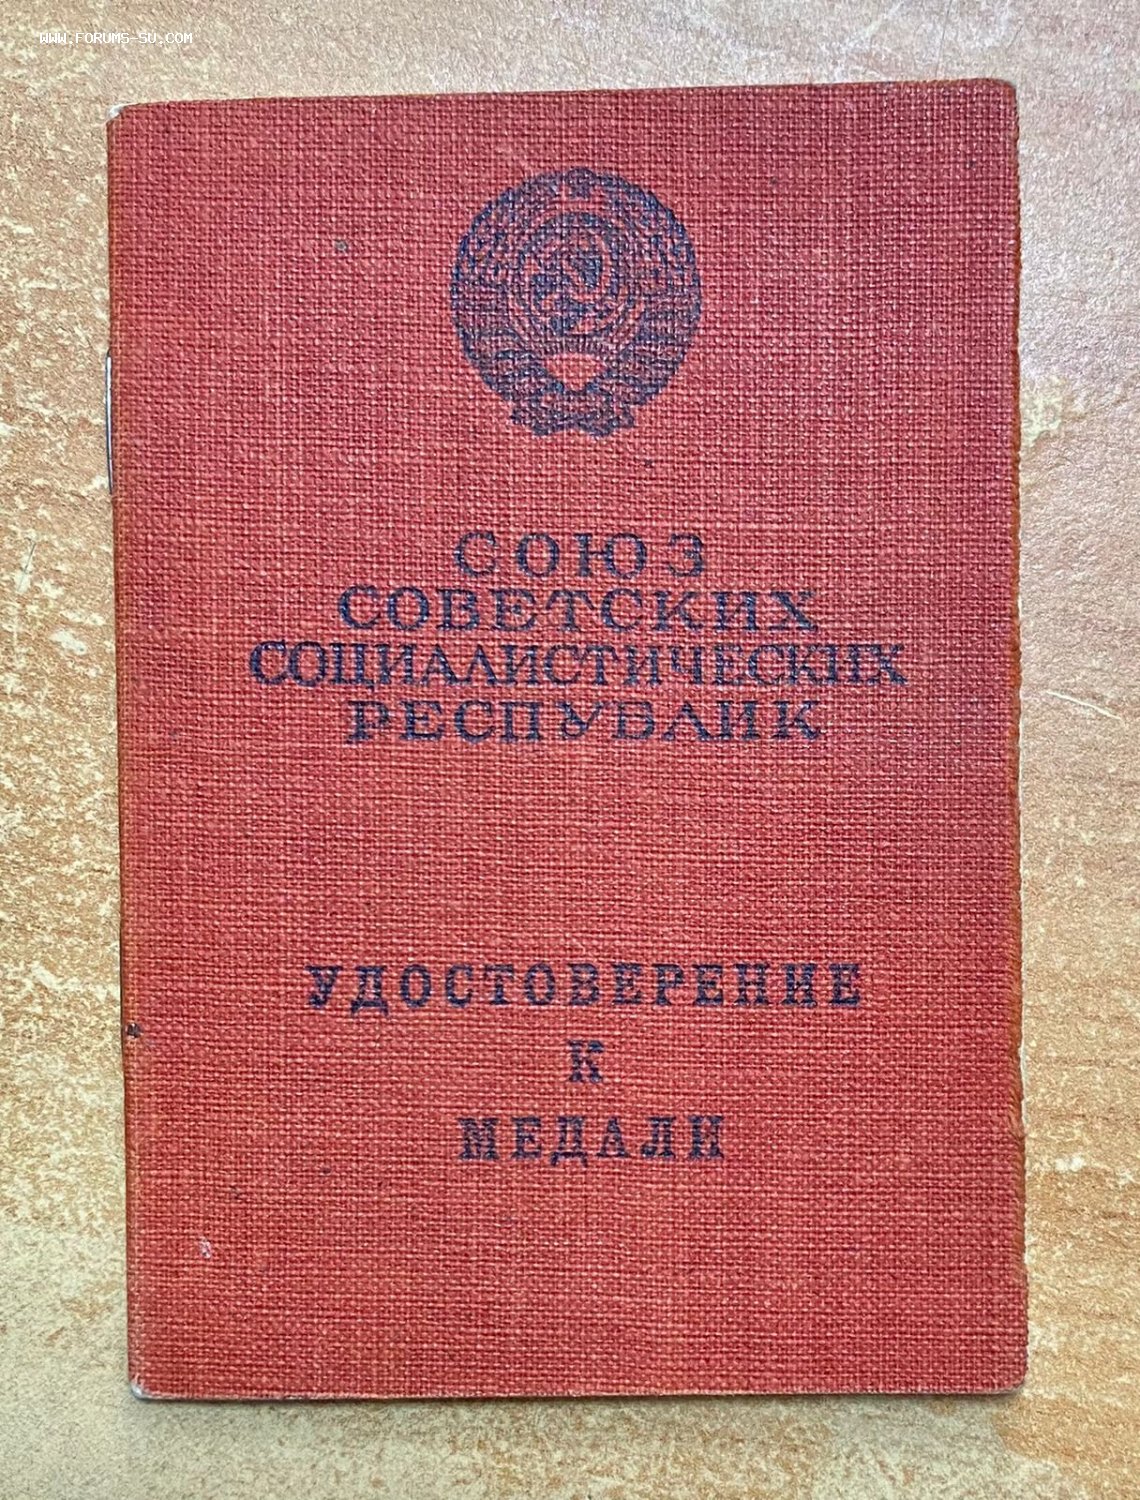 WWW.FORUMS-SU.COM
СОЮЗ
СОВЕТСКИХ
СОЦИАЛИСТИЧЕСКИХ
РЕСПУБЛИК
УДОСТОВЕРЕНИЕ
К
МЕДАЛИ